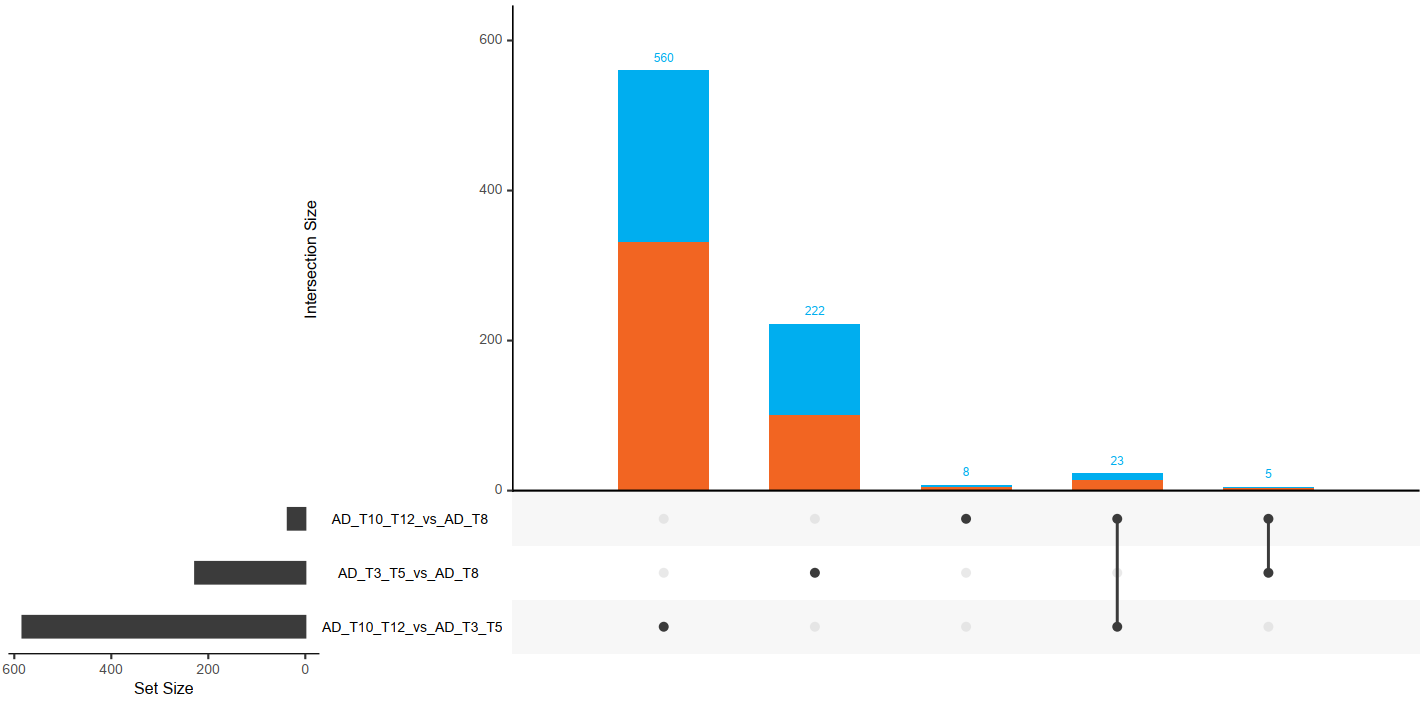 600
560
400
Intersection Size
222
200
23
8
5
0
AD_T10_T12_vs_AD_T8
AD_T3_T5_vs_AD_T8
AD_T10_T12_vs_AD_T3_T5
600 400 200 0
Set Size